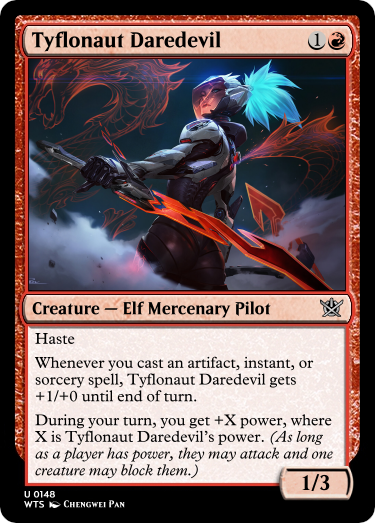 Tyflonaut Daredevil 1
Creature — Elf Mercenary Pilot
Haste
Whenever you cast an artifact, instant, or
sorcery spell, Tyflonaut Daredevil gets
+1/+0 until end of turn.
During your turn, you get +X power, where
X is Tyflonaut Daredevil's power. (As long
as a player has power, they may attack and one
creature may block them.)
1/3
U 0148
WTS Chengwei Pan